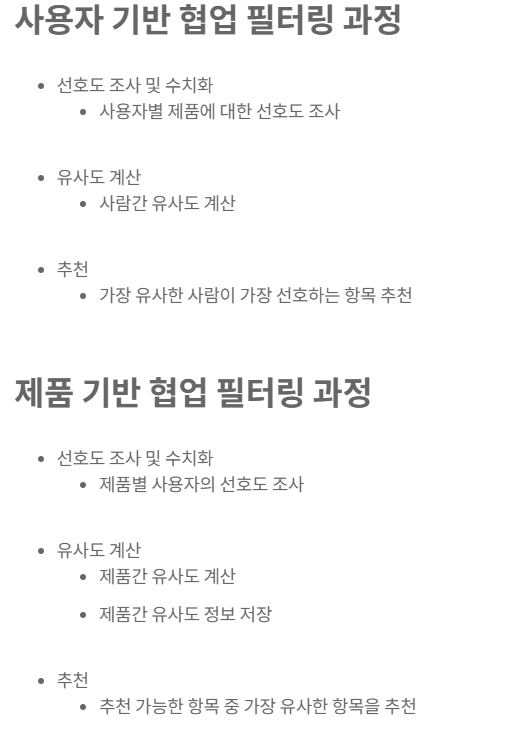 사용자 기반 협업 필터링 과정
선호도 조사 및 수치화
사용자별 제품에 대한 선호도 조사
유사도 계산
사람간 유사도 계산
추천
가장 유사한 사람이 가장 선호하는 항목 추천
제품 기반 협업 필터링 과정
선호도 조사 및 수치화
제품별 사용자의 선호도 조사
유사도 계산
제품간 유사도 계산
제품간 유사도 정보 저장
추천
추천 가능한 항목 중 가장 유사한 항목을 추천